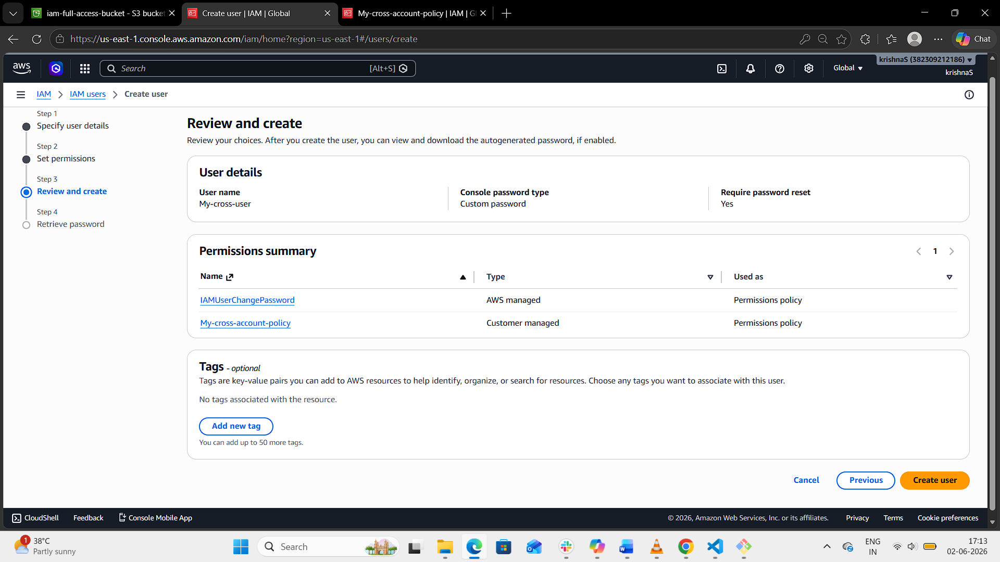 iam-full-access-bucket - S3 bucket
Create user | IAM | Global
My-cross-account-policy | IAM | G
https://us-east-1.console.aws.amazon.com/iam/home?region=us-east-1#/users/create
Chat
aws
Search
[Alt+S]
Global
krishnaS (382309212186)
krishnaS
IAM
IAM users
Create user
Step 1
Specify user details
Step 2
Set permissions
Step 3
Review and create
Step 4
Retrieve password
Review and create
Review your choices. After you create the user, you can view and download the autogenerated password, if enabled.
User details
User name
My-cross-user
Console password type
Custom password
Require password reset
Yes
Permissions summary
1
Name
Type
Used as
IAMUserChangePassword
AWS managed
Permissions policy
My-cross-account-policy
Customer managed
Permissions policy
Tags - optional
Tags are key-value pairs you can add to AWS resources to help identify, organize, or search for resources. Choose any tags you want to associate with this user.
No tags associated with the resource.
Add new tag
You can add up to 50 more tags.
Cancel
Previous
Create user
CloudShell
Feedback
Console Mobile App
© 2026, Amazon Web Services, Inc. or its affiliates.
Privacy
Terms
Cookie preferences
1
38°C
Partly sunny
Search
ENG
IN
17:13
02-06-2026